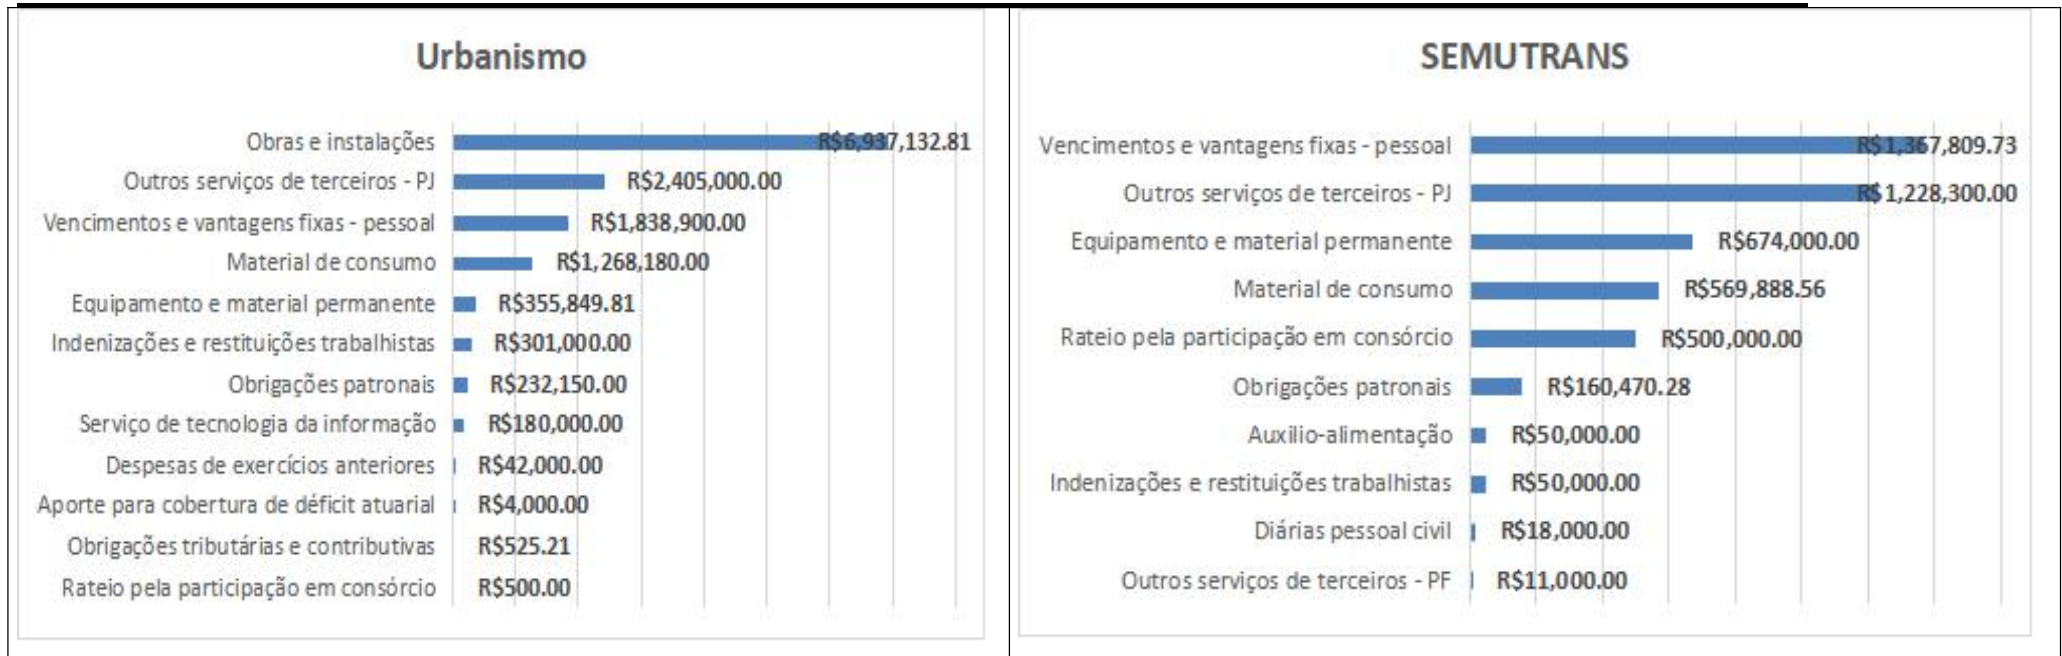 Urbanismo
Obras e instalações R$6,937,132.81
Outros serviços de terceiros - PJ R$2,405,000.00
Vencimentos e vantagens fixas - pessoal R$1,838,900.00
Material de consumo R$1,268,180.00
Equipamento e material permanente R$355,849.81
Indenizações e restituições trabalhistas R$301,000.00
Obrigações patronais R$232,150.00
Serviço de tecnologia da informação R$180,000.00
Despesas de exercícios anteriores R$42,000.00
Aporte para cobertura de déficit atuarial R$4,000.00
Obrigações tributárias e contributivas R$525.21
Rateio pela participação em consórcio R$500.00
SEMUTRANS
Vencimentos e vantagens fixas - pessoal R$1,367,809.73
Outros serviços de terceiros - PJ R$1,228,300.00
Equipamento e material permanente R$674,000.00
Material de consumo R$569,888.56
Rateio pela participação em consórcio R$500,000.00
Obrigações patronais R$160,470.28
Auxilio-alimentação R$50,000.00
Indenizações e restituições trabalhistas R$50,000.00
Diárias pessoal civil R$18,000.00
Outros serviços de terceiros - PF R$11,000.00